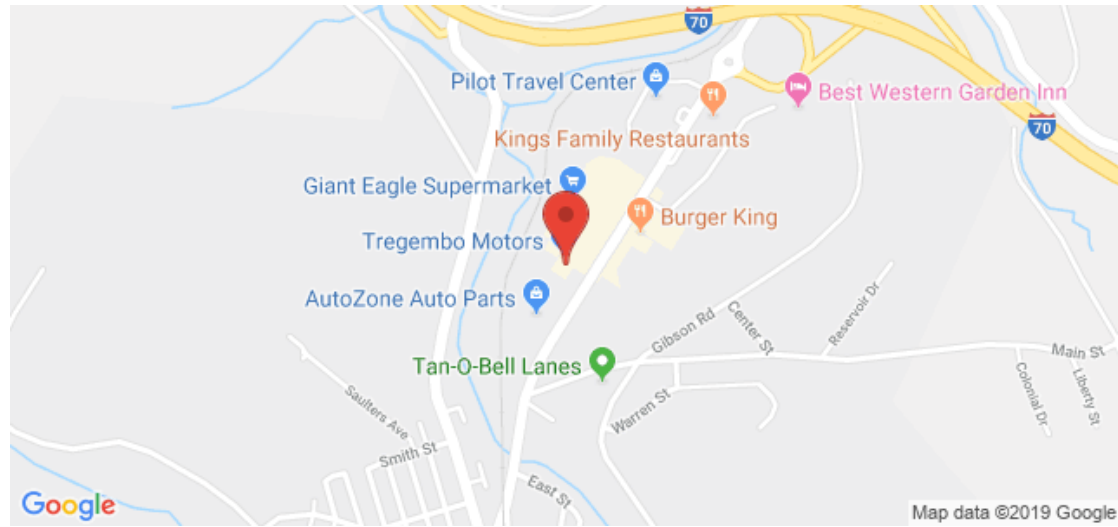 70
Pilot Travel Center
Best Western Garden Inn
70
Kings Family Restaurants
Giant Eagle Supermarket
Burger King
Tregembo Motors
AutoZone Auto Parts
Gibson Rd
Center St
Reservoir Dr
Main St
Tan-O-Bell Lanes
Colonial Dr
Liberty St
Saulters Ave
Warren St
Smith St
East St
Google
Map data ©2019 Google